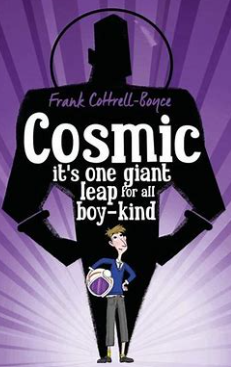 Frank Cottrell-Boyce
Cosmic
it's one giant
leap for all
boy-kind